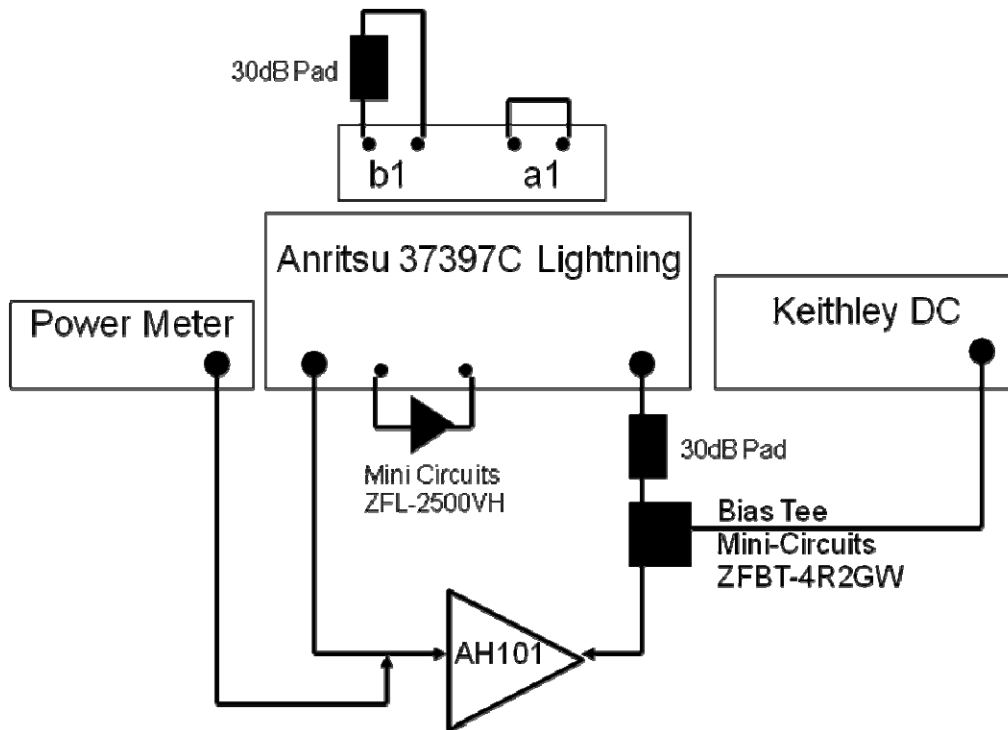 30dB Pad
b1
a1
Anritsu 37397C Lightning
Power Meter
Keithley DC
Mini Circuits
ZFL-2500VH
30dB Pad
Bias Tee
Mini-Circuits
ZFBT-4R2GW
AH101